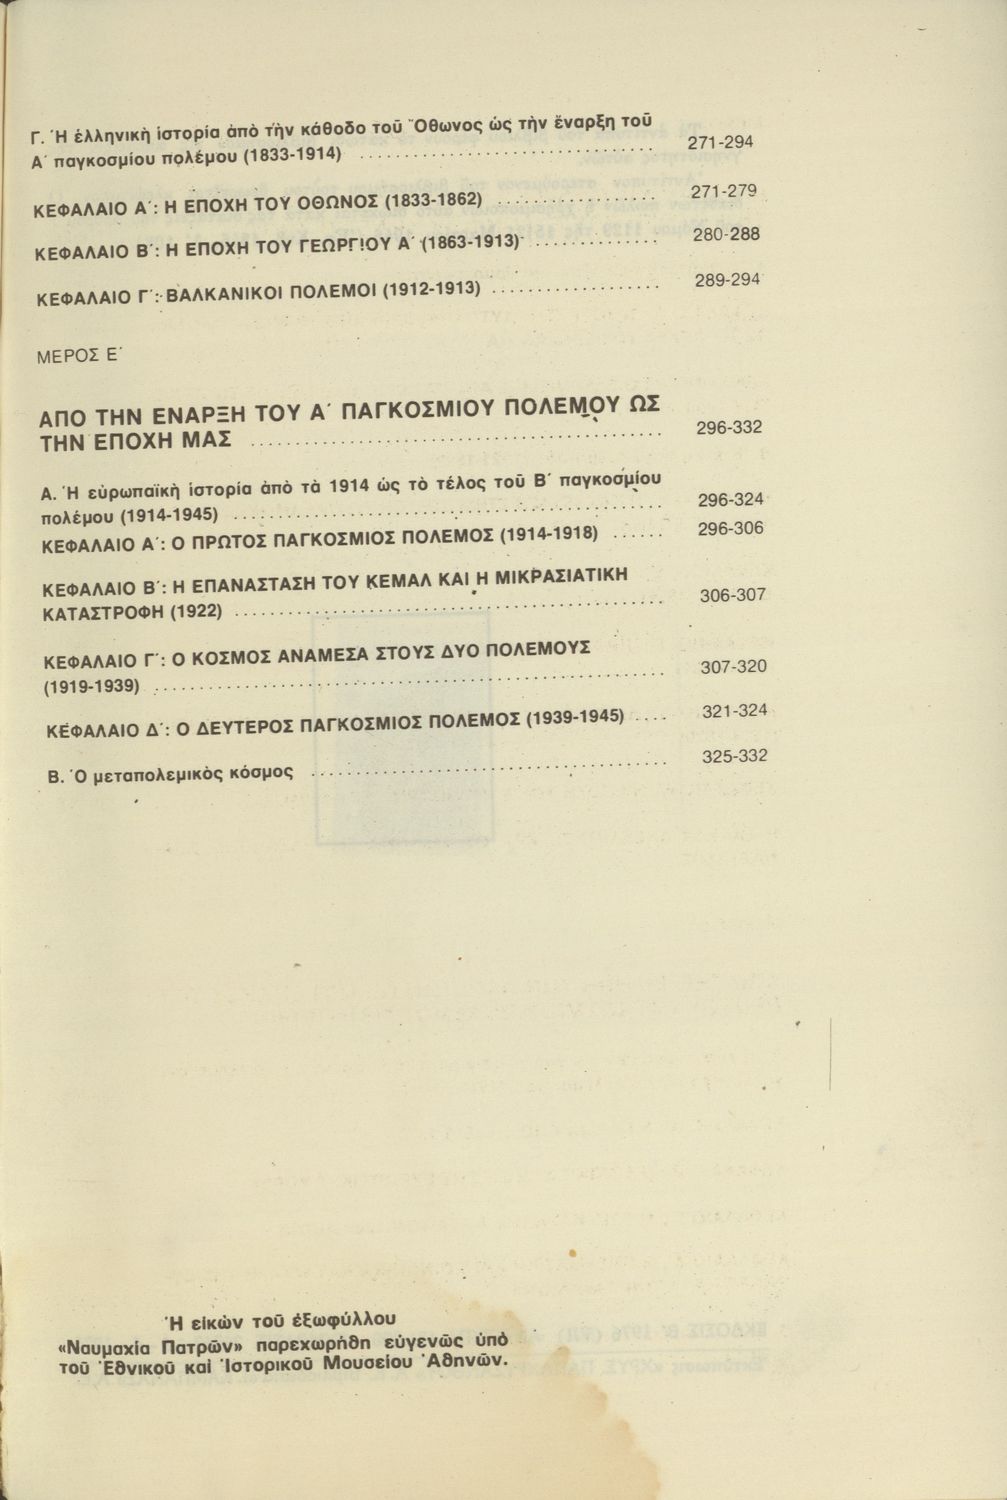 Γ. Ἡ ἑλληνικὴ ἱστορία ἀπὸ τὴν κάθοδο τοῦ Ὄθωνος ὡς τὴν ἔναρξη τοῦ
Α΄ παγκοσμίου πολέμου (1833-1914) ........................................ 271-294
ΚΕΦΑΛΑΙΟ Α΄: Η ΕΠΟΧΗ ΤΟΥ ΟΘΩΝΟΣ (1833-1862) ................... 271-279
ΚΕΦΑΛΑΙΟ Β΄: Η ΕΠΟΧΗ ΤΟΥ ΓΕΩΡΓΙΟΥ Α΄ (1863-1913) .............. 280-288
ΚΕΦΑΛΑΙΟ Γ΄: ΒΑΛΚΑΝΙΚΟΙ ΠΟΛΕΜΟΙ (1912-1913) .................... 289-294
ΜΕΡΟΣ Ε΄
ΑΠΟ ΤΗΝ ΕΝΑΡΞΗ ΤΟΥ Α΄ ΠΑΓΚΟΣΜΙΟΥ ΠΟΛΕΜΟΥ ΩΣ
ΤΗΝ ΕΠΟΧΗ ΜΑΣ ................................................ 296-332
Α. Ἡ εὐρωπαϊκὴ ἱστορία ἀπὸ τὰ 1914 ὡς τὸ τέλος τοῦ Β΄ παγκοσμίου
πολέμου (1914-1945) .................................................. 296-324
ΚΕΦΑΛΑΙΟ Α΄: Ο ΠΡΩΤΟΣ ΠΑΓΚΟΣΜΙΟΣ ΠΟΛΕΜΟΣ (1914-1918) ...... 296-306
ΚΕΦΑΛΑΙΟ Β΄: Η ΕΠΑΝΑΣΤΑΣΗ ΤΟΥ ΚΕΜΑΛ ΚΑΙ Η ΜΙΚΡΑΣΙΑΤΙΚΗ
ΚΑΤΑΣΤΡΟΦΗ (1922) .................................................. 306-307
ΚΕΦΑΛΑΙΟ Γ΄: Ο ΚΟΣΜΟΣ ΑΝΑΜΕΣΑ ΣΤΟΥΣ ΔΥΟ ΠΟΛΕΜΟΥΣ
(1919-1939) ............................................................ 307-320
ΚΕΦΑΛΑΙΟ Δ΄: Ο ΔΕΥΤΕΡΟΣ ΠΑΓΚΟΣΜΙΟΣ ΠΟΛΕΜΟΣ (1939-1945) .... 321-324
Β. Ὁ μεταπολεμικὸς κόσμος .......................................... 325-332
Ἡ εἰκὼν τοῦ ἐξωφύλλου
«Ναυμαχία Πατρῶν» παρεχωρήθη εὐγενῶς ὑπὸ
τοῦ Ἐθνικοῦ καὶ Ἱστορικοῦ Μουσείου Ἀθηνῶν.